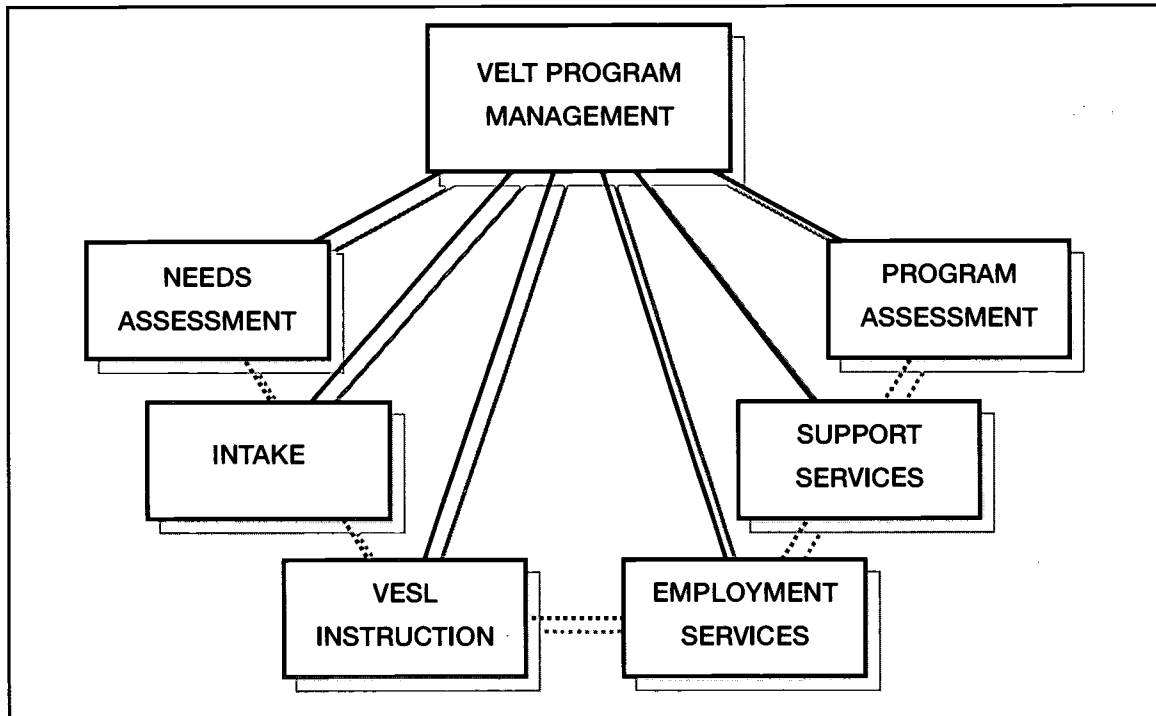 VELT PROGRAM
MANAGEMENT
NEEDS
ASSESSMENT
PROGRAM
ASSESSMENT
INTAKE
SUPPORT
SERVICES
VESL
INSTRUCTION
EMPLOYMENT
SERVICES